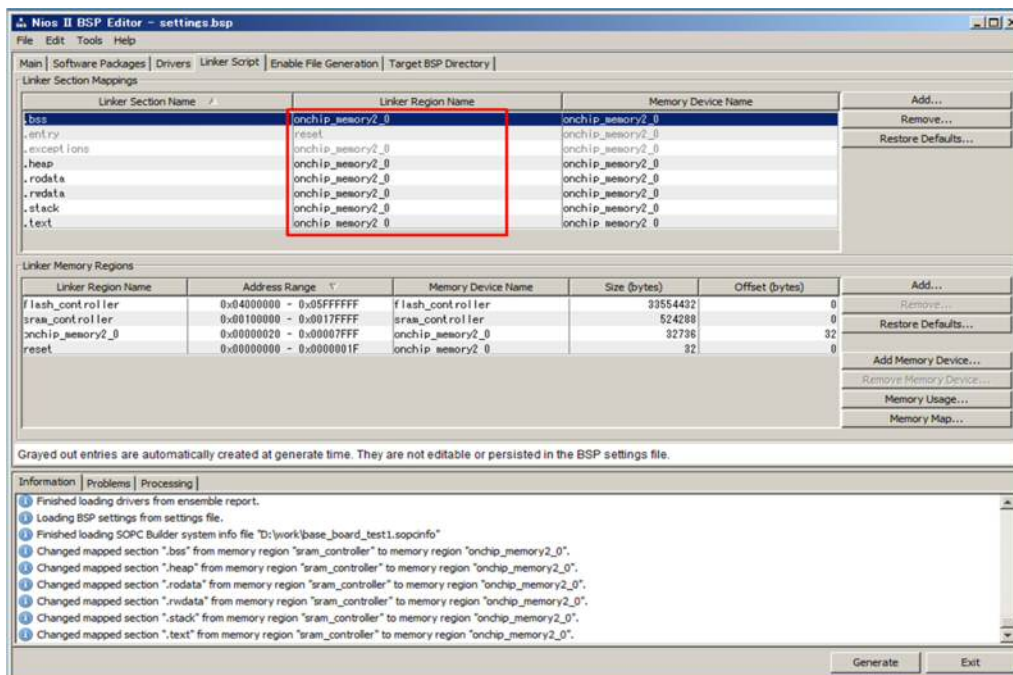 Nios II BSP Editor - settings.bsp
File Edit Tools Help
Main Software Packages Drivers Linker Script Enable File Generation Target BSP Directory
Linker Section Mappings
Linker Section Name Linker Region Name Memory Device Name Add...
.bss onchip_memory2_0 onchip_memory2_0 Remove...
.entry reset onchip_memory2_0 Restore Defaults...
.exceptions onchip_memory2_0 onchip_memory2_0
.heap onchip_memory2_0 onchip_memory2_0
.rodata onchip_memory2_0 onchip_memory2_0
.rwdata onchip_memory2_0 onchip_memory2_0
.stack onchip_memory2_0 onchip_memory2_0
.text onchip_memory2_0 onchip_memory2_0
Linker Memory Regions
Linker Region Name Address Range Memory Device Name Size (bytes) Offset (bytes) Add...
flash_controller 0x04000000 - 0x05FFFFFF flash_controller 33554432 0 Remove...
sram_controller 0x00100000 - 0x0017FFFF sram_controller 524288 0 Restore Defaults...
onchip_memory2_0 0x00000020 - 0x00007FFF onchip_memory2_0 32736 32
reset 0x00000000 - 0x0000001F onchip_memory2_0 32 0
Add Memory Device...
Remove Memory Device...
Memory Usage...
Memory Map...
Grayed out entries are automatically created at generate time. They are not editable or persisted in the BSP settings file.
Information Problems Processing
Finished loading drivers from ensemble report.
Loading BSP settings from settings file.
Finished loading SOPC Builder system info file "D:\work\base_board_test1.sopcinfo"
Changed mapped section ".bss" from memory region "sram_controller" to memory region "onchip_memory2_0".
Changed mapped section ".heap" from memory region "sram_controller" to memory region "onchip_memory2_0".
Changed mapped section ".rodata" from memory region "sram_controller" to memory region "onchip_memory2_0".
Changed mapped section ".rwdata" from memory region "sram_controller" to memory region "onchip_memory2_0".
Changed mapped section ".stack" from memory region "sram_controller" to memory region "onchip_memory2_0".
Changed mapped section ".text" from memory region "sram_controller" to memory region "onchip_memory2_0".
Generate Exit